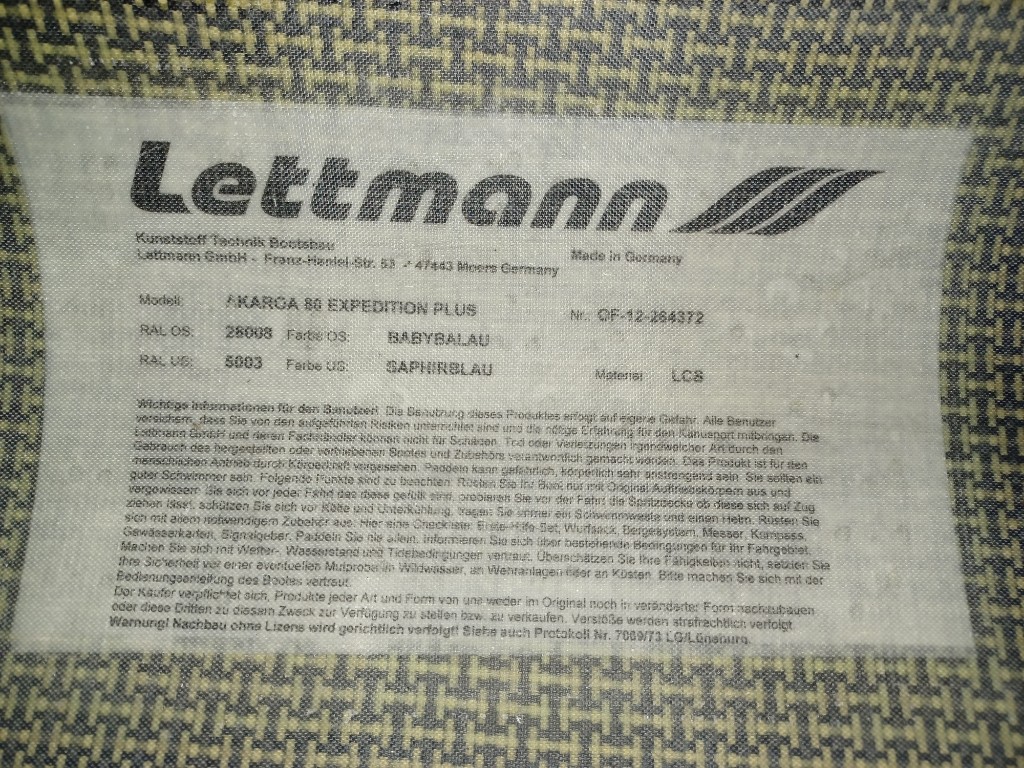 Lettmann
Kunststoff Technik Bootsbau
Lettmann GmbH - Franz-Haniel-Str. 53 - 47443 Moers Germany
Made in Germany
Modell: AKAROA 80 EXPEDITION PLUS
Nr.: OF-12-264372
RAL OS: 26008 Farbe OS: BABYBALAU
RAL US: 5003 Farbe US: SAPHIRBLAU
Material LCS
Wichtige Informationen für den Benutzer! Die Benutzung dieses Produktes erfolgt auf eigene Gefahr. Alle Benutzer
versichern, dass Sie von den aufgeführten Risiken unterrichtet sind und die nötige Erfahrung für den Kanusport mitbringen. Die
Lettmann GmbH und deren Fachhändler können nicht für Schäden, Tod oder Verletzungen irgendwelcher Art durch den
Gebrauch des hergestellten oder vertriebenen Bootes und Zubehörs verantwortlich gemacht werden. Das Produkt ist für den
menschlichen Antrieb durch Körperkraft vorgesehen. Paddeln kann gefährlich, körperlich sehr anstrengend sein. Sie sollten ein
guter Schwimmer sein. Folgende Punkte sind zu beachten: Rüsten Sie Ihr Boot nur mit Original Auftriebskörpern aus und
vergewissern Sie sich vor jeder Fahrt das diese gefüllt sind, probieren Sie vor der Fahrt die Spritzdecke ob diese sich auf Zug
ziehen lässt, schützen Sie sich vor Kälte und Unterkühlung, tragen Sie immer ein Schwimmweste und einen Helm. Rüsten Sie
sich mit allem notwendigem Zubehör aus: Hier eine Checkliste: Erste-Hilfe-Set, Wurfsack, Bergesystem, Messer, Kompass,
Gewässerkarten, Signalgeber. Paddeln Sie nie allein, informieren Sie sich über bestehende Bedingungen für Ihr Fahrgebiet.
Machen Sie sich mit Wetter-, Wasserstand und Tidebedingungen vertraut. Überschätzen Sie Ihre Fähigkeiten nicht, setzen Sie
Ihre Sicherheit vor einer eventuellen Mutprobe im Wildwasser, an Wehranlagen oder an Küsten. Bitte machen Sie sich mit der
Bedienungsanleitung des Bootes vertraut.
Der Käufer verpflichtet sich, Produkte jeder Art und Form von uns weder im Original noch in veränderter Form nachzubauen
oder diese Dritten zu diesem Zweck zur Verfügung zu stellen bzw. zu verkaufen. Verstöße werden strafrechtlich verfolgt.
Warnung! Nachbau ohne Lizens wird gerichtlich verfolgt! Siehe auch Protokoll Nr. 7089/73 LG/Lüneburg.